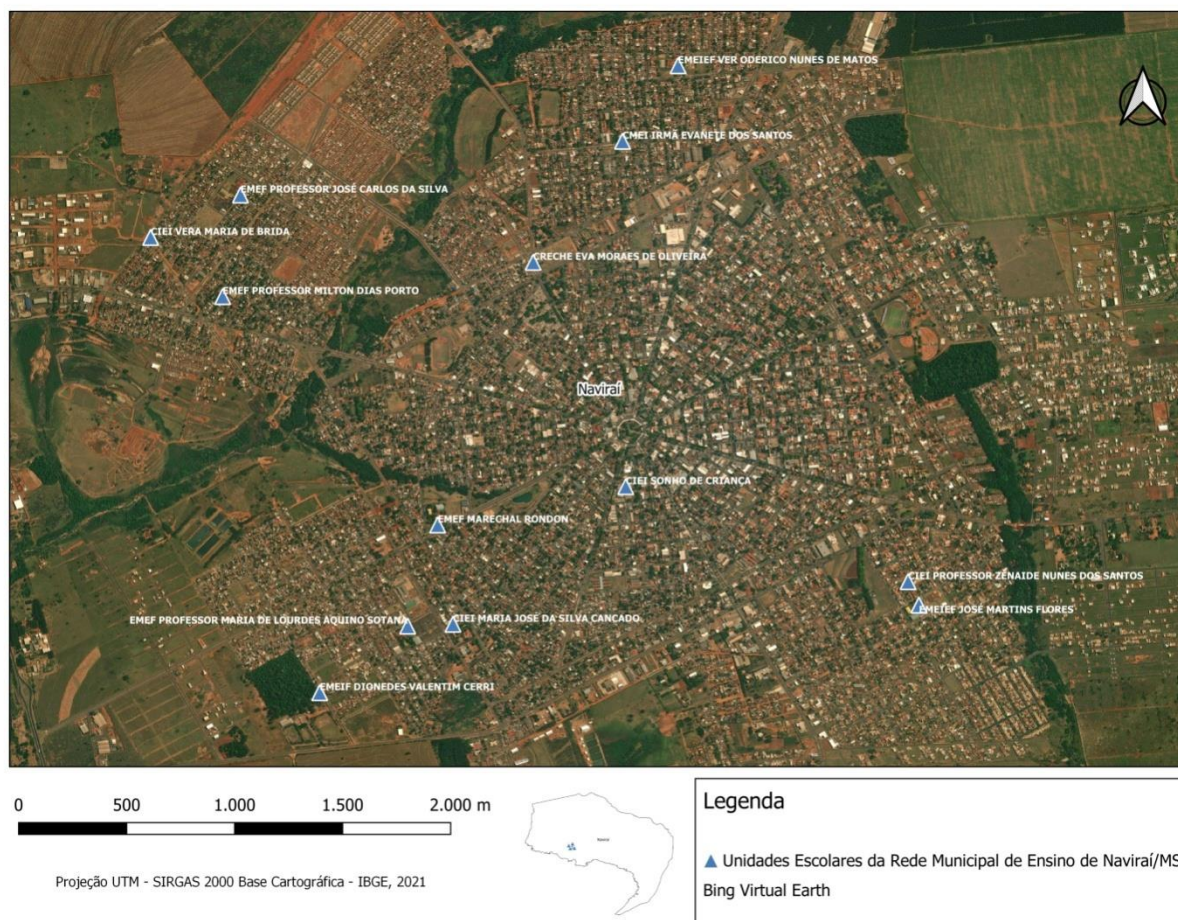 EMEIEF VER ODERICO NUNES DE MATOS
CMEI IRMÃ EVANETE DOS SANTOS
EMEF PROFESSOR JOSÉ CARLOS DA SILVA
CIEI VERA MARIA DE BRIDA
CRECHE EVA MORAES DE OLIVEIRA
EMEF PROFESSOR MILTON DIAS PORTO
Naviraí
CIEI SONHO DE CRIANÇA
EMEF MARECHAL RONDON
CIEI PROFESSOR ZENAIDE NUNES DOS SANTOS
EMEIEF JOSÉ MARTINS FLORES
EMEF PROFESSOR MARIA DE LOURDES AQUINO SOTANA
CIEI MARIA JOSE DA SILVA CANCADO
EMEIF DIONEDES VALENTIM CERRI
0 500 1.000 1.500 2.000 m
Projeção UTM - SIRGAS 2000 Base Cartográfica - IBGE, 2021
Legenda
Unidades Escolares da Rede Municipal de Ensino de Naviraí/MS
Bing Virtual Earth